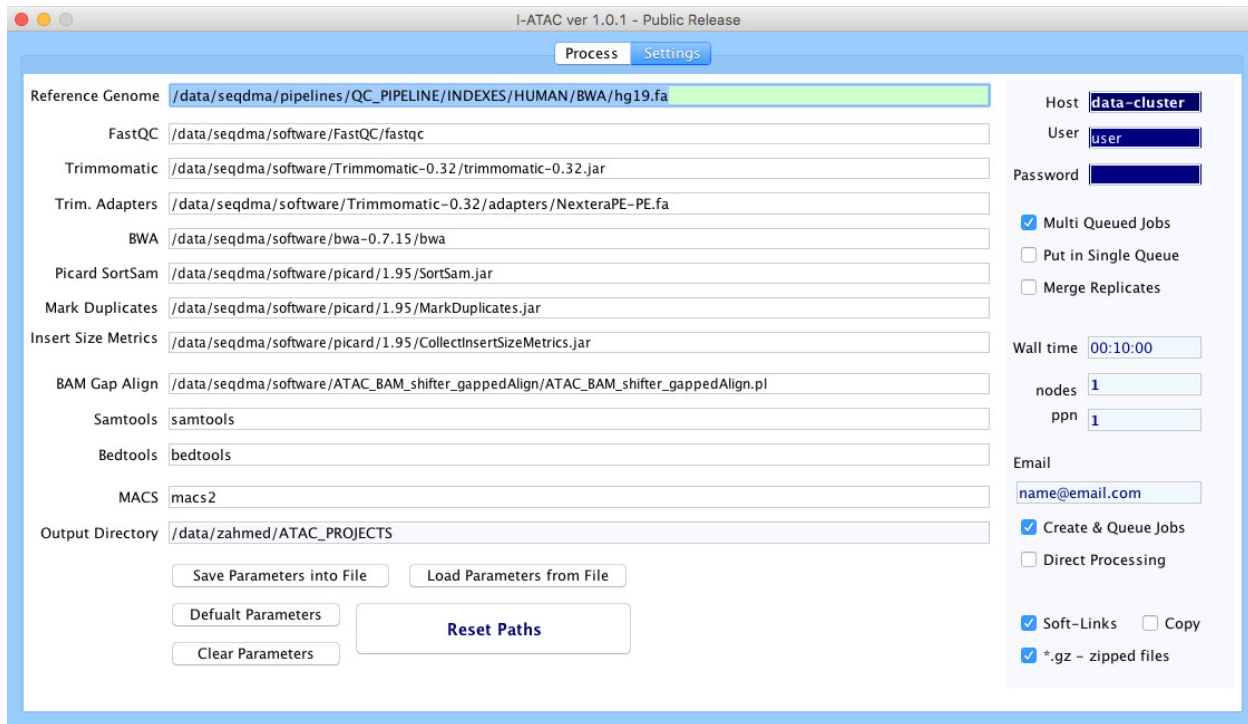 I-ATAC ver 1.0.1 - Public Release
Process Settings
Reference Genome /data/seqdma/pipelines/QC_PIPELINE/INDEXES/HUMAN/BWA/hg19.fa
FastQC /data/seqdma/software/FastQC/fastqc
Trimmomatic /data/seqdma/software/Trimmomatic-0.32/trimmomatic-0.32.jar
Trim. Adapters /data/seqdma/software/Trimmomatic-0.32/adapters/NexteraPE-PE.fa
BWA /data/seqdma/software/bwa-0.7.15/bwa
Picard SortSam /data/seqdma/software/picard/1.95/SortSam.jar
Mark Duplicates /data/seqdma/software/picard/1.95/MarkDuplicates.jar
Insert Size Metrics /data/seqdma/software/picard/1.95/CollectInsertSizeMetrics.jar
BAM Gap Align /data/seqdma/software/ATAC_BAM_shifter_gappedAlign/ATAC_BAM_shifter_gappedAlign.pl
Samtools samtools
Bedtools bedtools
MACS macs2
Output Directory /data/zahmed/ATAC_PROJECTS
Save Parameters into File Load Parameters from File
Defualt Parameters
Reset Paths
Clear Parameters
Host data-cluster
User user
Password
Multi Queued Jobs
Put in Single Queue
Merge Replicates
Wall time 00:10:00
nodes 1
ppn 1
Email
name@email.com
Create & Queue Jobs
Direct Processing
Soft-Links Copy
*.gz - zipped files